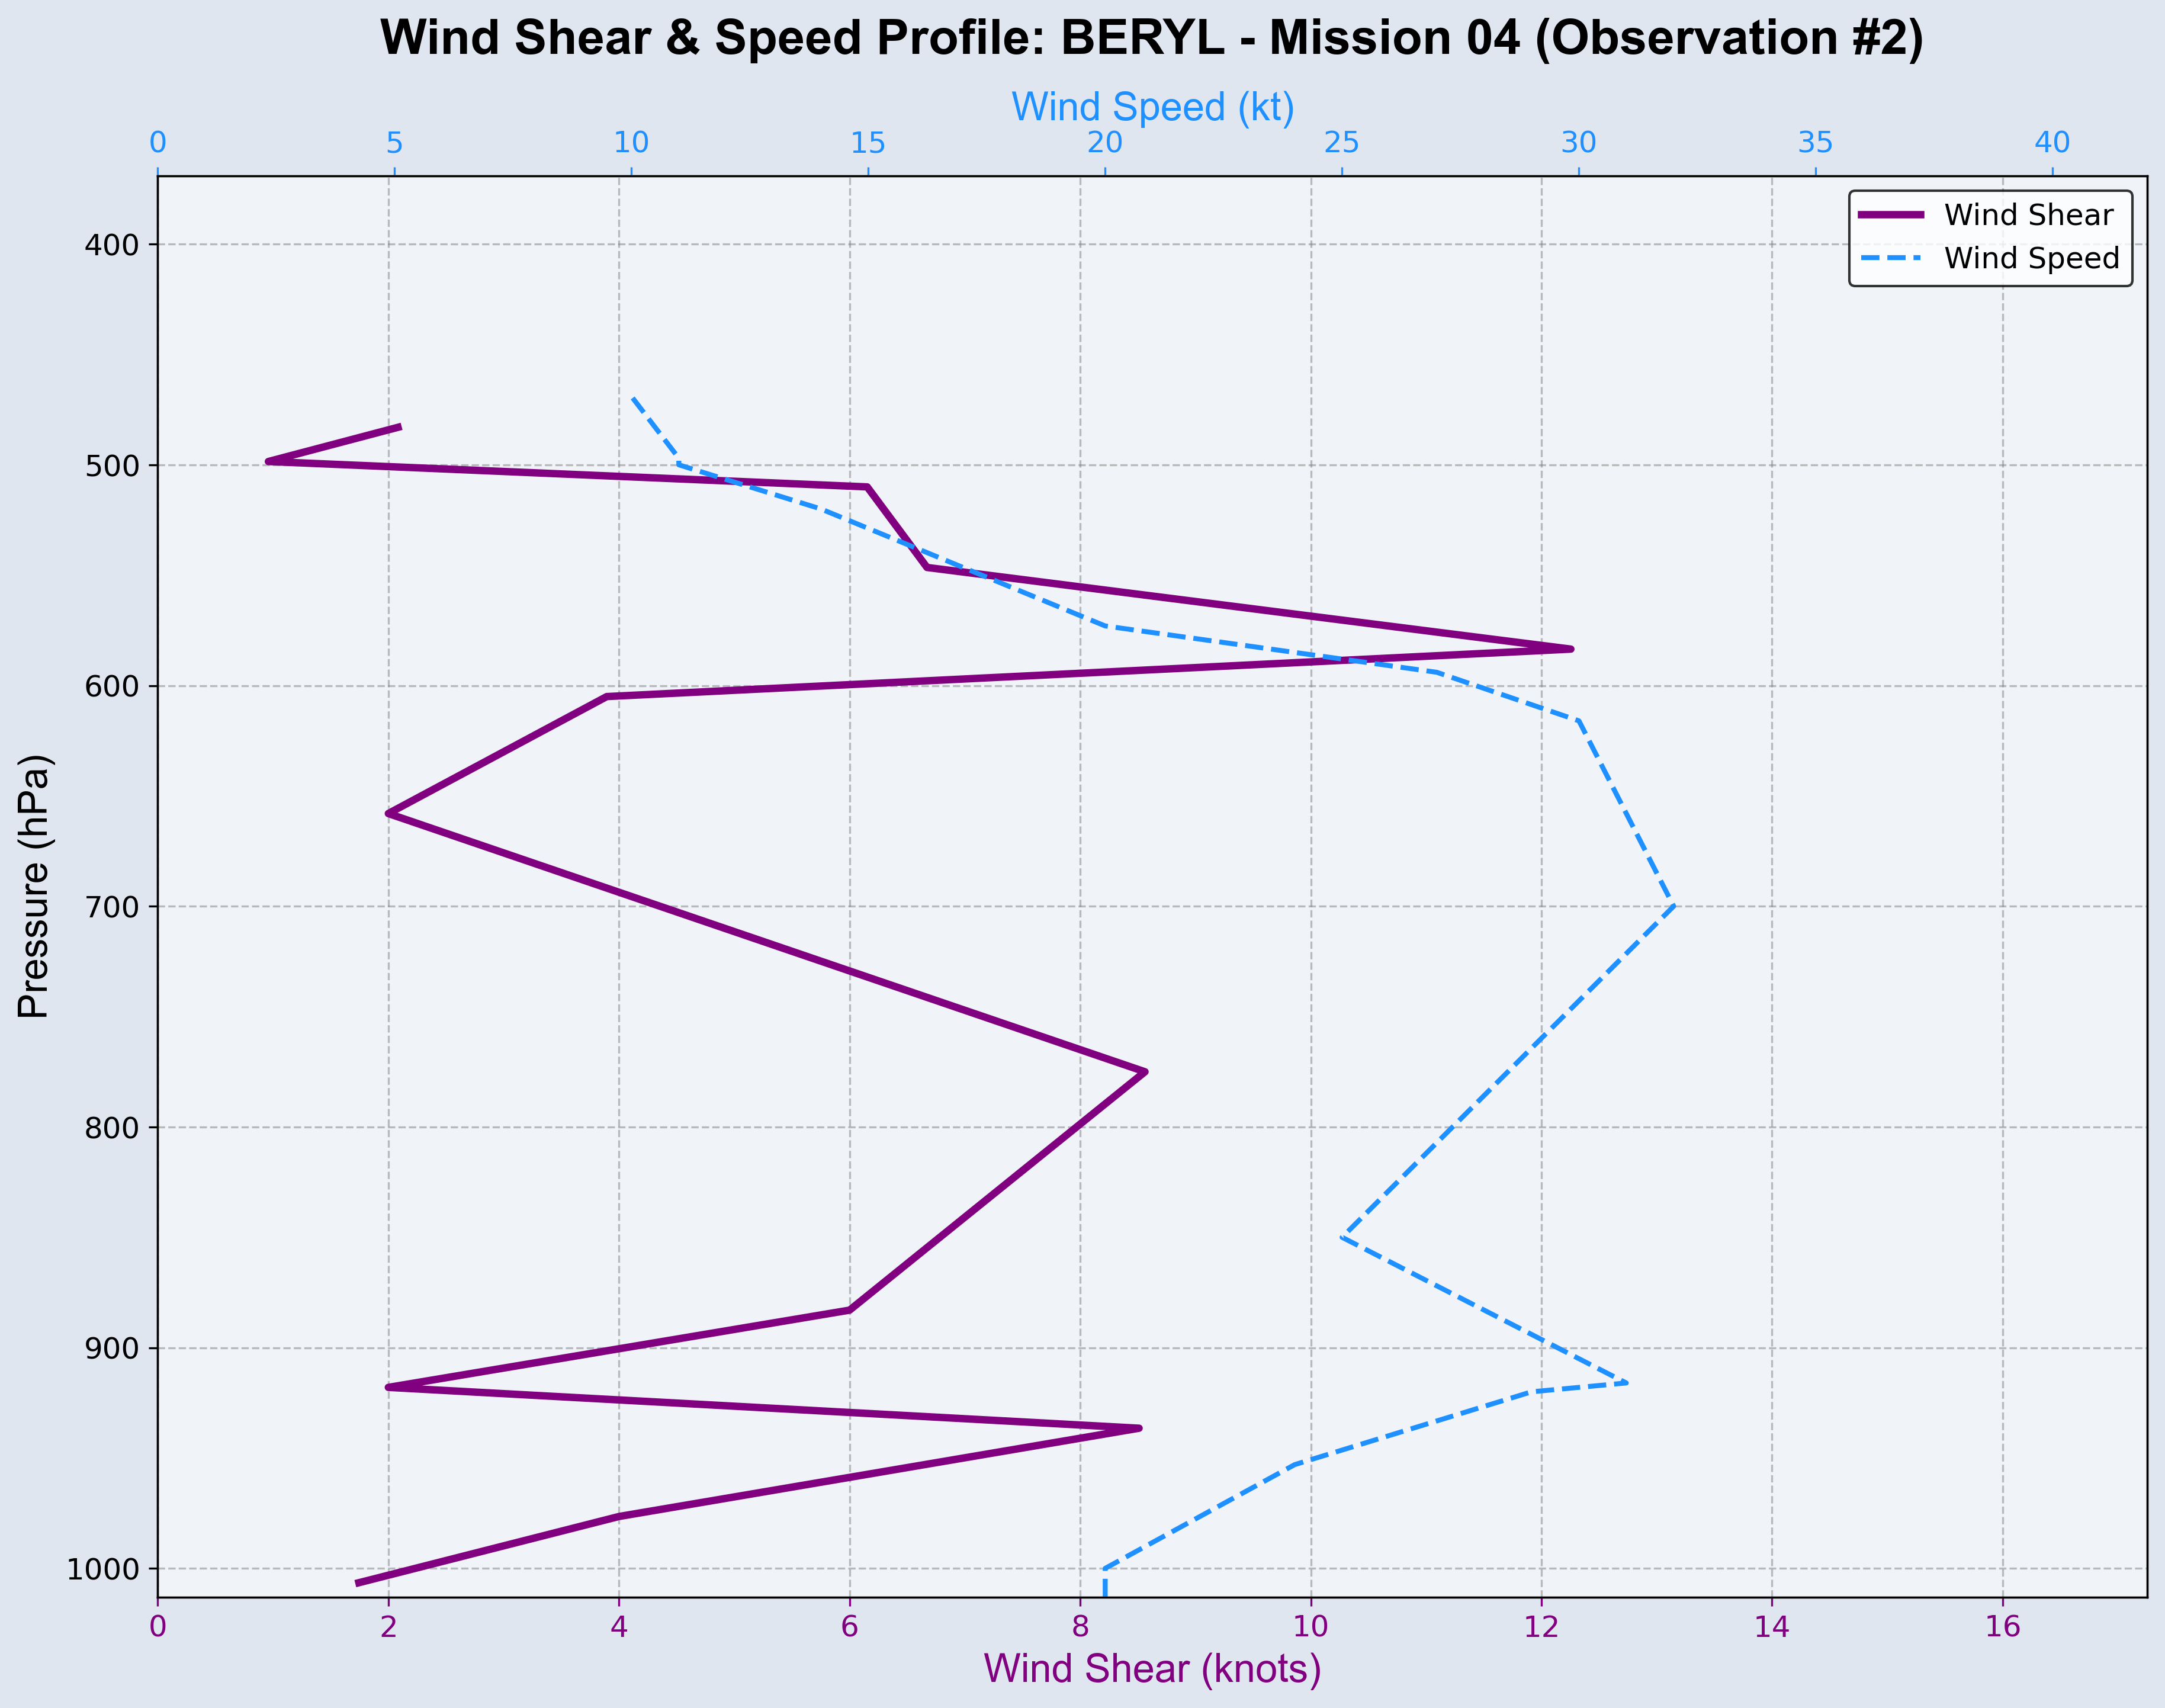 Wind Shear & Speed Profile: BERYL - Mission 04 (Observation #2)
Wind Speed (kt)
0 5 10 15 20 25 30 35 40
Wind Shear
Wind Speed
400
500
600
700
800
900
1000
Pressure (hPa)
0 2 4 6 8 10 12 14 16
Wind Shear (knots)